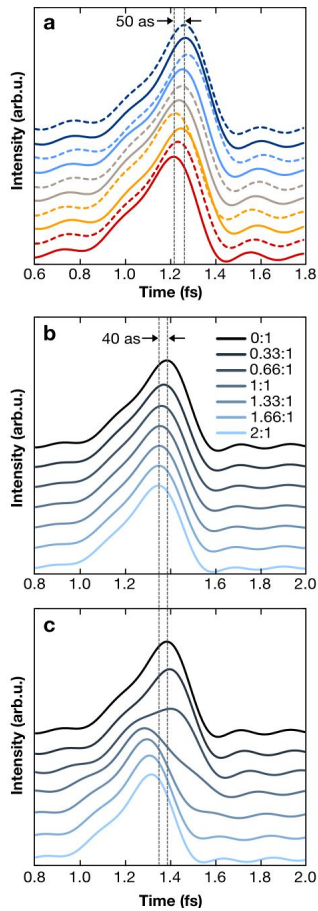 a
50 as
Intensity (arb.u.)
0.6 0.8 1.0 1.2 1.4 1.6 1.8
Time (fs)
b
40 as
0:1
0.33:1
0.66:1
1:1
1.33:1
1.66:1
2:1
Intensity (arb.u.)
0.8 1.0 1.2 1.4 1.6 2.0
c
Intensity (arb.u.)
0.8 1.0 1.2 1.4 1.6 1.8 2.0
Time (fs)